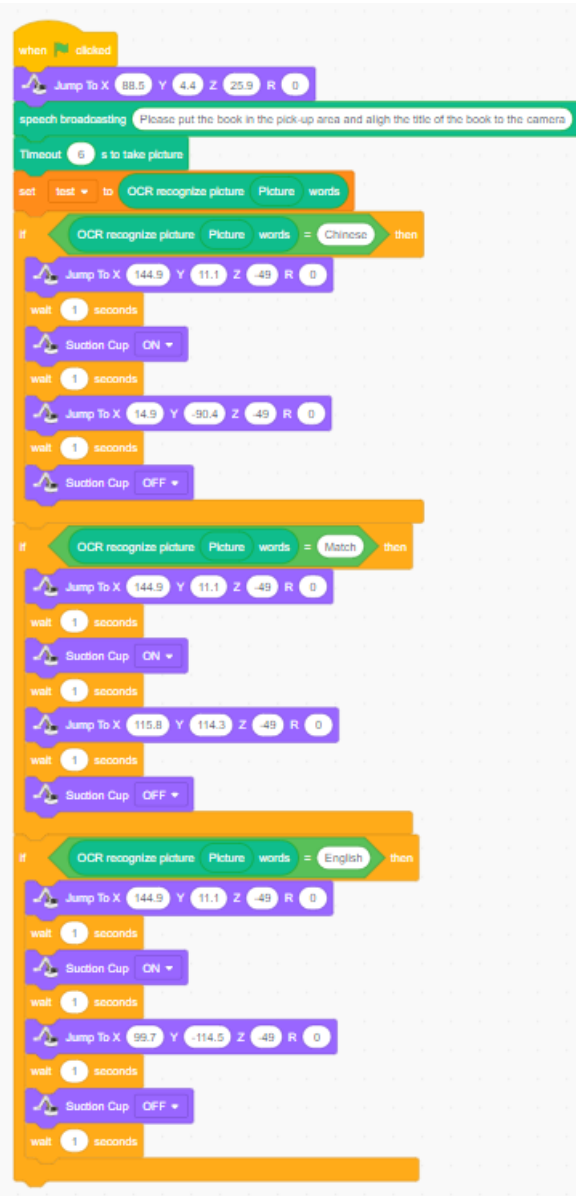 when clicked
Jump To X 88.5 Y 4.4 Z 25.9 R 0
speech broadcasting Please put the book in the pick-up area and aligh the title of the book to the camera
Timeout 6 s to take picture
set test to OCR recognize picture Picture words
If OCR recognize picture Picture words = Chinese then
Jump To X 144.9 Y 11.1 Z -49 R 0
wait 1 seconds
Suction Cup ON
wait 1 seconds
Jump To X 14.9 Y -90.4 Z -49 R 0
wait 1 seconds
Suction Cup OFF
If OCR recognize picture Picture words = Match then
Jump To X 144.9 Y 11.1 Z -49 R 0
wait 1 seconds
Suction Cup ON
wait 1 seconds
Jump To X 115.8 Y 114.3 Z -49 R 0
wait 1 seconds
Suction Cup OFF
If OCR recognize picture Picture words = English then
Jump To X 144.9 Y 11.1 Z -49 R 0
wait 1 seconds
Suction Cup ON
wait 1 seconds
Jump To X 99.7 Y -114.5 Z -49 R 0
wait 1 seconds
Suction Cup OFF
wait 1 seconds